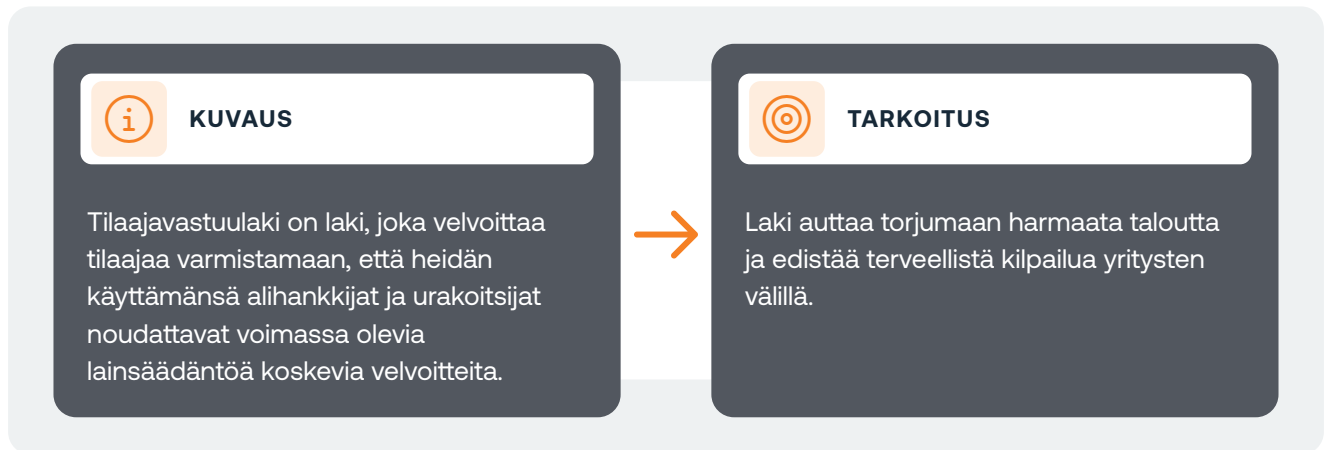 KUVAUS
Tilaajavastuulaki on laki, joka velvoittaa
tilaajaa varmistamaan, että heidän
käyttämänsä alihankkijat ja urakoitsijat
noudattavat voimassa olevia
lainsäädäntöä koskevia velvoitteita.
TARKOITUS
Laki auttaa torjumaan harmaata taloutta
ja edistää terveellistä kilpailua yritysten
välillä.